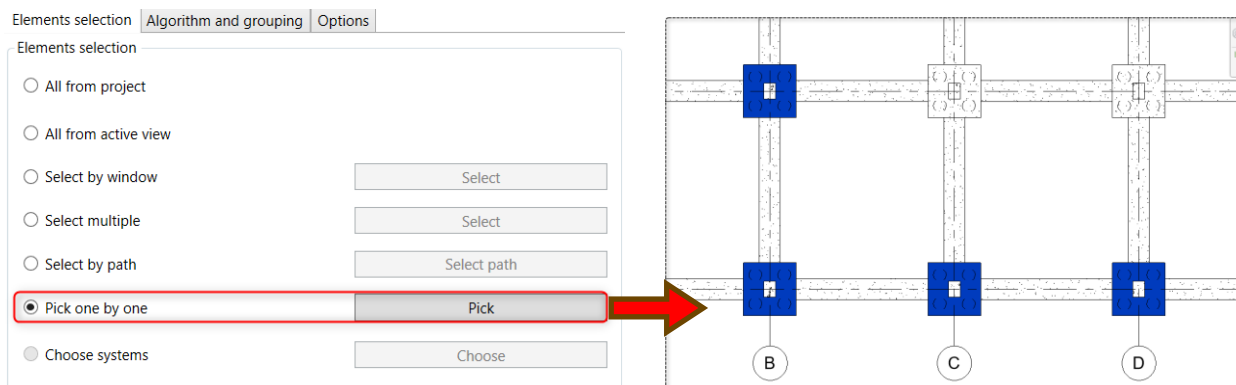 Elements selection Algorithm and grouping Options
Elements selection
All from project
All from active view
Select by window Select
Select multiple Select
Select by path Select path
Pick one by one Pick
Choose systems Choose
B C D